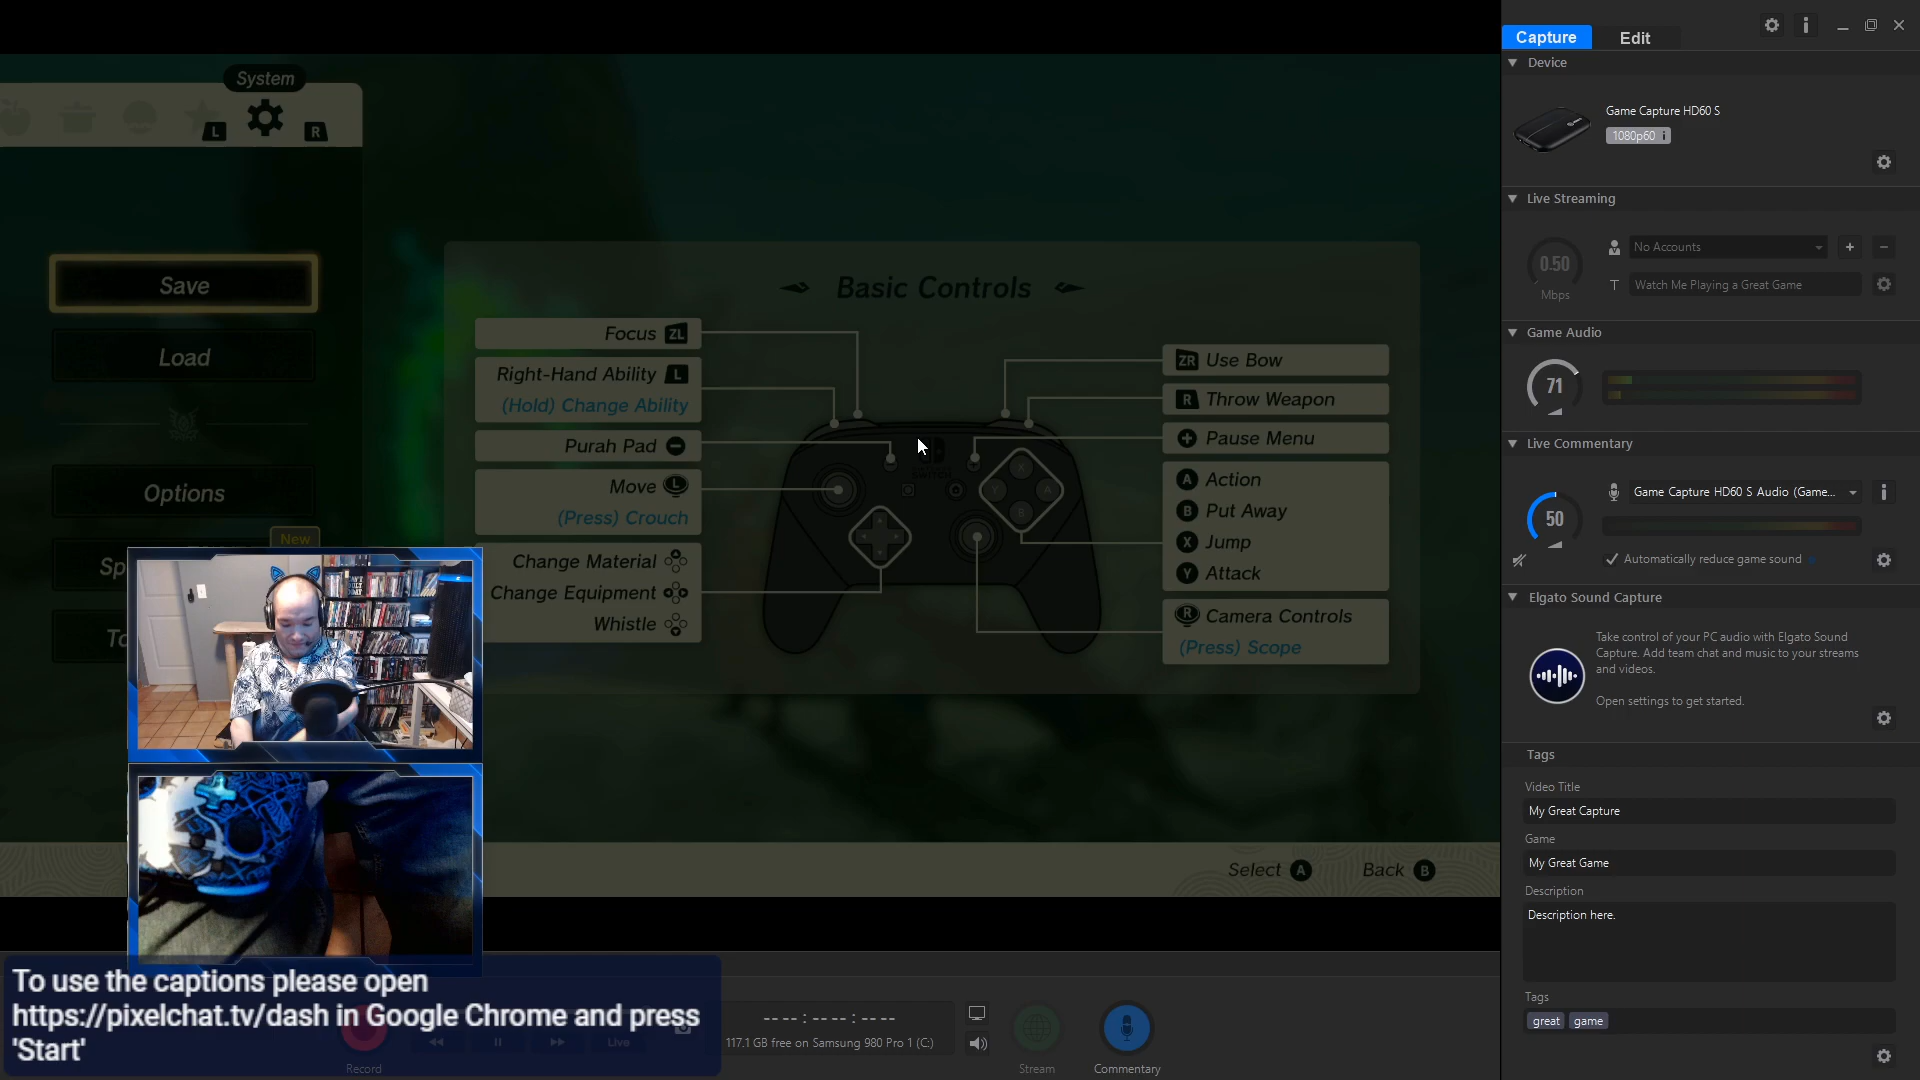 Capture
Edit
Device
Game Capture HD60 S
1080p60 i
Live Streaming
0.50
Mbps
No Accounts
T Watch Me Playing a Great Game
Game Audio
71
Live Commentary
50
Game Capture HD60 S Audio (Game...
Automatically reduce game sound
Elgato Sound Capture
Take control of your PC audio with Elgato Sound
Capture. Add team chat and music to your streams
and videos.
Open settings to get started.
Tags
Video Title
My Great Capture
Game
My Great Game
Description
Description here.
Tags
great game
System
L
R
Save
Load
Options
New
Sp
To
Basic Controls
Focus ZL
Right-Hand Ability L
(Hold) Change Ability
Purah Pad
Move L
(Press) Crouch
Change Material
Change Equipment
Whistle
ZR Use Bow
R Throw Weapon
Pause Menu
A Action
B Put Away
X Jump
Y Attack
R Camera Controls
(Press) Scope
X
Y
A
B
Select A
Back B
To use the captions please open
https://pixelchat.tv/dash in Google Chrome and press
'Start'
Live
Record
-- -- : -- -- : -- --
117.1 GB free on Samsung 980 Pro 1 (C:)
Stream
Commentary